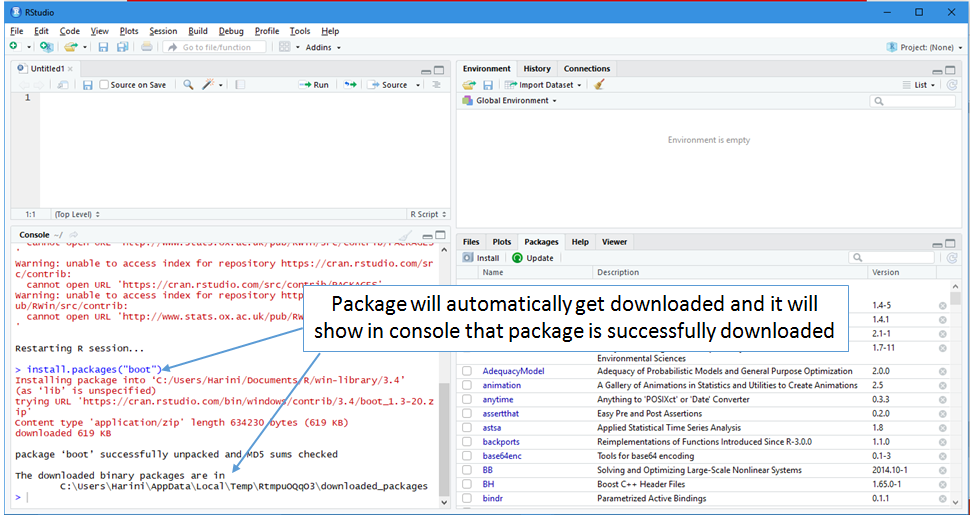 RStudio
File Edit Code View Plots Session Build Debug Profile Tools Help
Go to file/function Addins Project: (None)
Untitled1
Source on Save Run Source
1
1:1 (Top Level) R Script
Console ~/
cannot open URL 'http://www.stats.ox.ac.uk/pub/RWin/src/contrib/PACKAGES
'
Warning: unable to access index for repository https://cran.rstudio.com/sr
c/contrib:
cannot open URL 'https://cran.rstudio.com/src/contrib/PACKAGES'
Warning: unable to access index for repository http
ub/RWin/src/contrib:
cannot open URL 'http://www.stats.ox.ac.uk/pub/Rw
'
Restarting R session...
> install.packages("boot")
Installing package into ‘C:/Users/Harini/Documents/R/win-library/3.4’
(as ‘lib’ is unspecified)
trying URL 'https://cran.rstudio.com/bin/windows/contrib/3.4/boot_1.3-20.z
ip'
Content type 'application/zip' length 634230 bytes (619 KB)
downloaded 619 KB
package ‘boot’ successfully unpacked and MD5 sums checked
The downloaded binary packages are in
C:\Users\Harini\AppData\Local\Temp\RtmpuOQqO3\downloaded_packages
>
Package will automatically get downloaded and it will
show in console that package is successfully downloaded
Environment History Connections
Import Dataset List
Global Environment
Environment is empty
Files Plots Packages Help Viewer
Install Update
Name Description Version
1.4-5
1.4.1
2.1-1
1.7-11
Environmental Sciences
AdequacyModel Adequacy of Probabilistic Models and General Purpose Optimization 2.0.0
animation A Gallery of Animations in Statistics and Utilities to Create Animations 2.5
anytime Anything to 'POSIXct' or 'Date' Converter 0.3.3
assertthat Easy Pre and Post Assertions 0.2.0
astsa Applied Statistical Time Series Analysis 1.8
backports Reimplementations of Functions Introduced Since R-3.0.0 1.1.0
base64enc Tools for base64 encoding 0.1-3
BB Solving and Optimizing Large-Scale Nonlinear Systems 2014.10-1
BH Boost C++ Header Files 1.65.0-1
bindr Parametrized Active Bindings 0.1.1